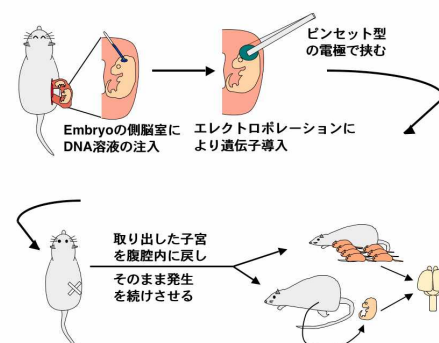 ピンセット型
の電極で挟む
Embryoの側脳室に
DNA溶液の注入
エレクトロポレーションに
より遺伝子導入
取り出した子宮
を腹腔内に戻し
そのまま発生
を続けさせる